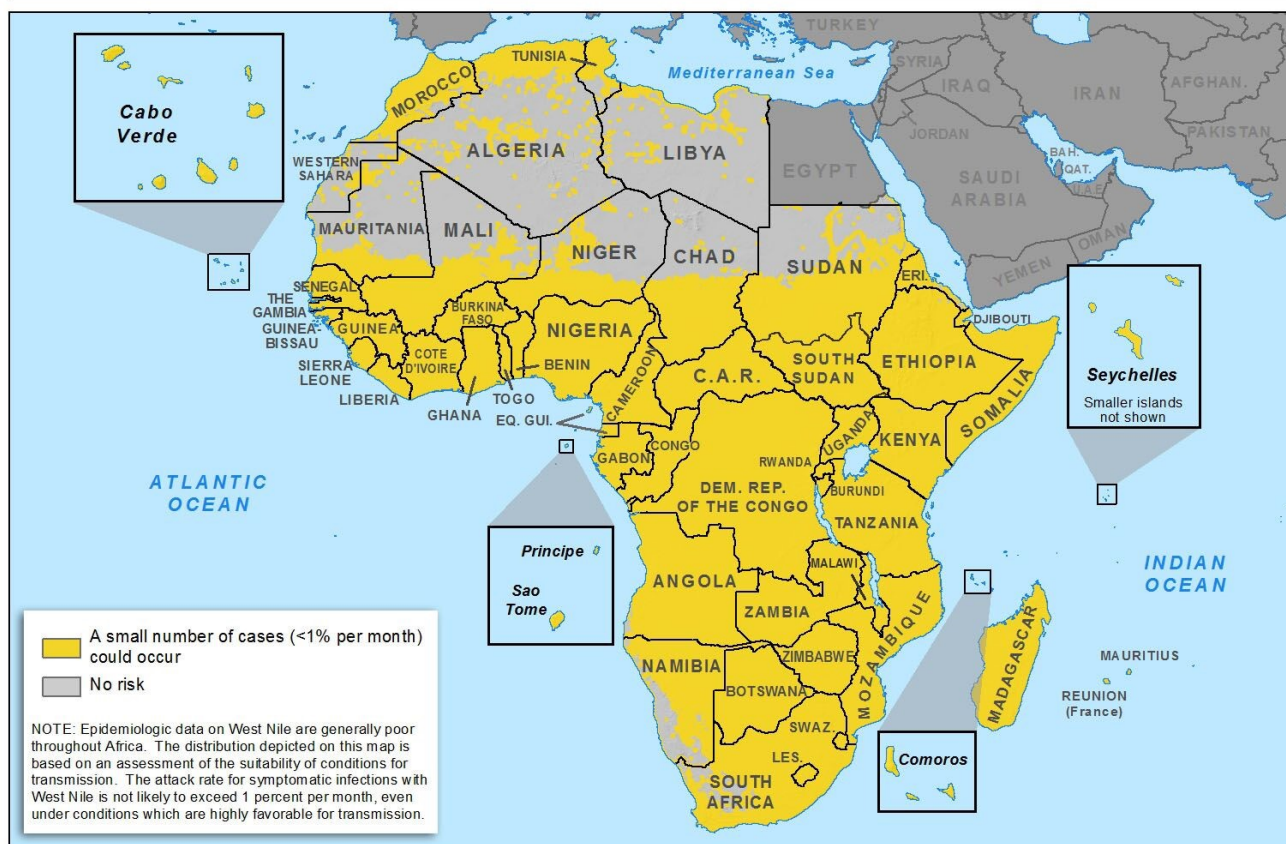 TURKEY
SYRIA
IRAQ
IRAN
AFGHAN.
JORDAN
PAKISTAN
BAH.
QAT.
U.A.E
SAUDI
ARABIA
OMAN
YEMEN
EGYPT
Mediterranean Sea
TUNISIA
MOROCCO
ALGERIA
LIBYA
WESTERN
SAHARA
MAURITANIA
MALI
NIGER
CHAD
SUDAN
ERI.
DJIBOUTI
SENEGAL
THE
GAMBIA
GUINEA-
BISSAU
GUINEA
SIERRA
LEONE
LIBERIA
COTE
D'IVOIRE
BURKINA
FASO
GHANA
TOGO
BENIN
NIGERIA
CAMEROON
EQ. GUI.
C.A.R.
SOUTH
SUDAN
ETHIOPIA
SOMALIA
GABON
CONGO
UGANDA
KENYA
RWANDA
BURUNDI
DEM. REP.
OF THE CONGO
TANZANIA
ANGOLA
MALAWI
ZAMBIA
MOZAMBIQUE
ZIMBABWE
NAMIBIA
BOTSWANA
SWAZ.
LES.
SOUTH
AFRICA
MADAGASCAR
MAURITIUS
REUNION
(France)
ATLANTIC
OCEAN
INDIAN
OCEAN
Cabo
Verde
Seychelles
Smaller islands
not shown
Principe
Sao
Tome
Comoros
A small number of cases (<1% per month)
could occur
No risk
NOTE: Epidemiologic data on West Nile are generally poor
throughout Africa. The distribution depicted on this map is
based on an assessment of the suitability of conditions for
transmission. The attack rate for symptomatic infections with
West Nile is not likely to exceed 1 percent per month, even
under conditions which are highly favorable for transmission.